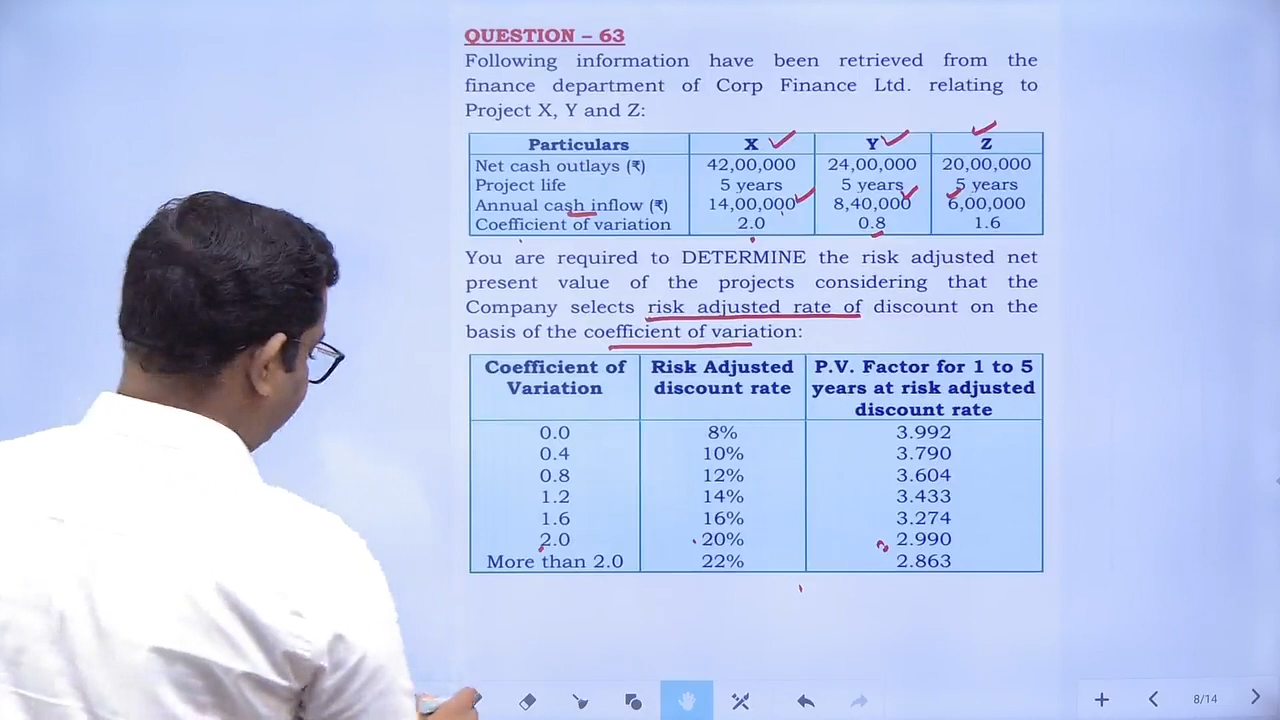 QUESTION – 63
Following information have been retrieved from the
finance department of Corp Finance Ltd. relating to
Project X, Y and Z:
Particulars X Y Z
Net cash outlays (₹) 42,00,000 24,00,000 20,00,000
Project life 5 years 5 years 5 years
Annual cash inflow (₹) 14,00,000 8,40,000 6,00,000
Coefficient of variation 2.0 0.8 1.6
You are required to DETERMINE the risk adjusted net
present value of the projects considering that the
Company selects risk adjusted rate of discount on the
basis of the coefficient of variation:
Coefficient of Risk Adjusted P.V. Factor for 1 to 5
Variation discount rate years at risk adjusted
discount rate
0.0 8% 3.992
0.4 10% 3.790
0.8 12% 3.604
1.2 14% 3.433
1.6 16% 3.274
2.0 20% 2.990
More than 2.0 22% 2.863
8/14